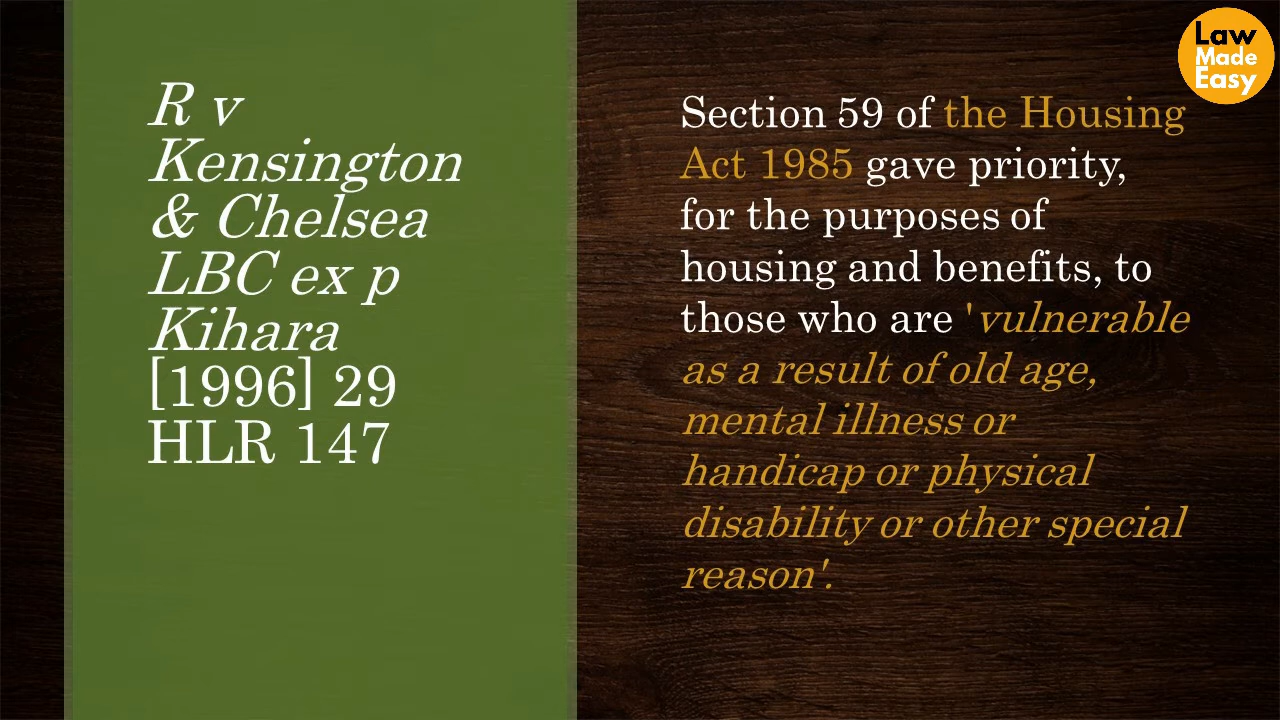 R v
Kensington
& Chelsea
LBC ex p
Kihara
[1996] 29
HLR 147
Section 59 of the Housing
Act 1985 gave priority,
for the purposes of
housing and benefits, to
those who are 'vulnerable
as a result of old age,
mental illness or
handicap or physical
disability or other special
reason'.
Law
Made
Easy